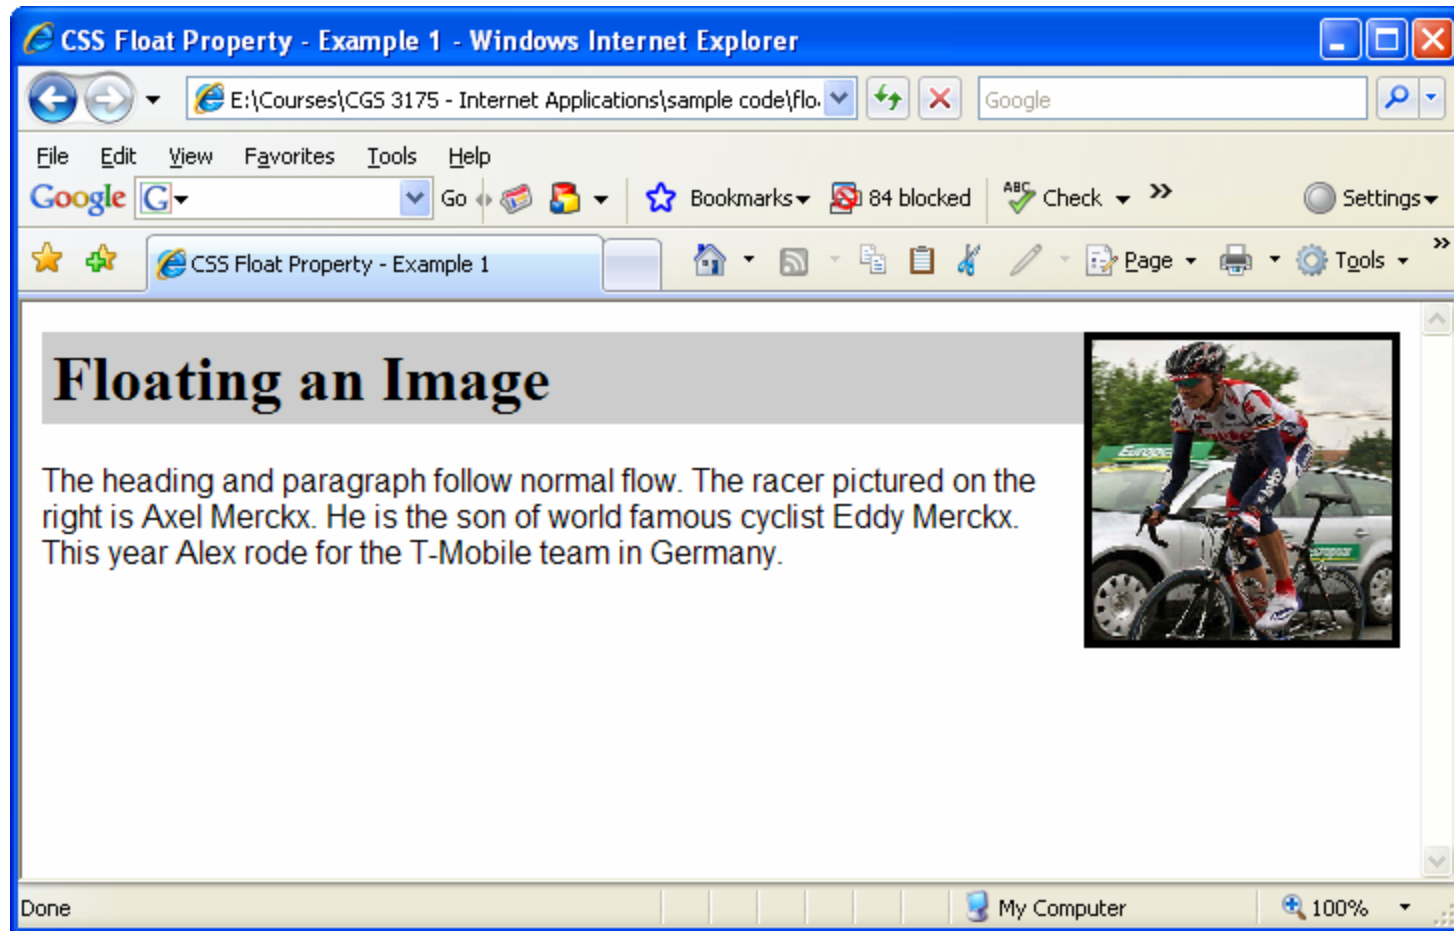 CSS Float Property - Example 1 - Windows Internet Explorer
E:\Courses\CGS 3175 - Internet Applications\sample code\flo
Google
File Edit View Favorites Tools Help
Google G Go Bookmarks 84 blocked ABC Check » Settings
CSS Float Property - Example 1 Page Tools »
Floating an Image
The heading and paragraph follow normal flow. The racer pictured on the
right is Axel Merckx. He is the son of world famous cyclist Eddy Merckx.
This year Alex rode for the T-Mobile team in Germany.
Europcar
Done My Computer 100%